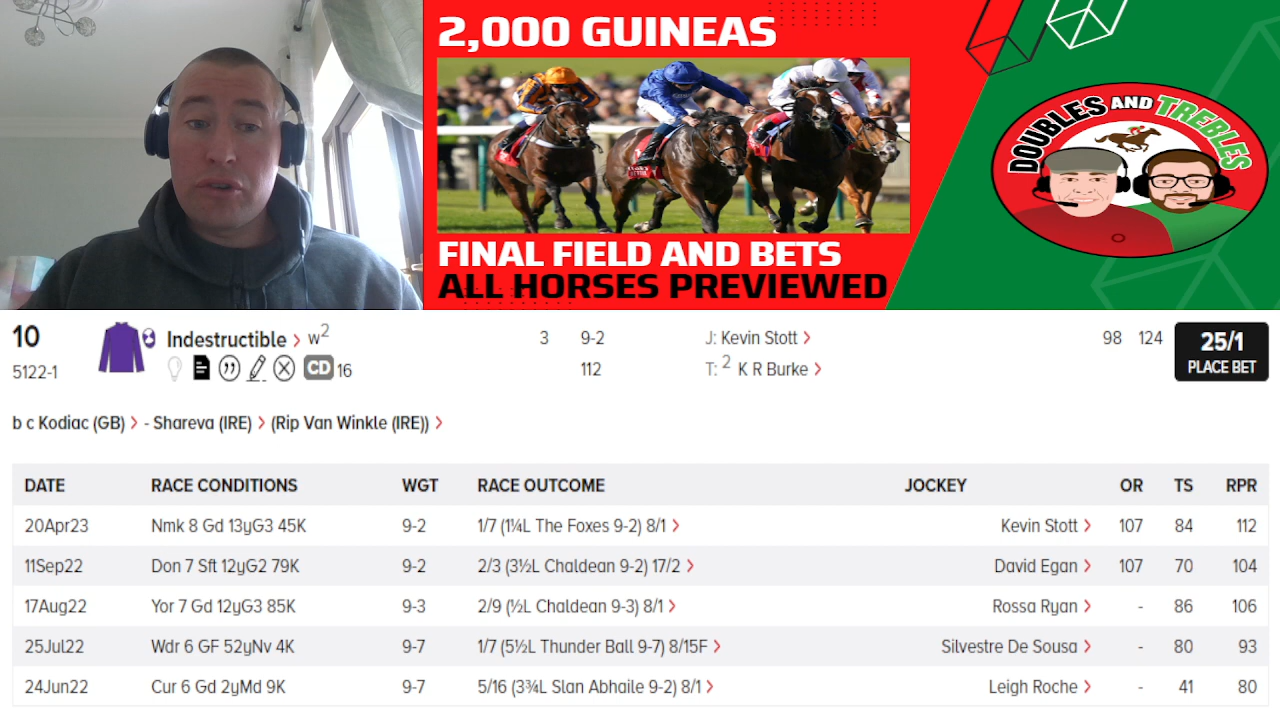 2,000 GUINEAS
FINAL FIELD AND BETS
ALL HORSES PREVIEWED
DOUBLES AND TREBLES
10 Indestructible w2 3 9-2 J: Kevin Stott 98 124 25/1
5122-1 CD 16 112 T: 2 K R Burke PLACE BET
b c Kodiac (GB) - Shareva (IRE) (Rip Van Winkle (IRE))
DATE RACE CONDITIONS WGT RACE OUTCOME JOCKEY OR TS RPR
20Apr23 Nmk 8 Gd 13yG3 45K 9-2 1/7 (1¼L The Foxes 9-2) 8/1 Kevin Stott 107 84 112
11Sep22 Don 7 Sft 12yG2 79K 9-2 2/3 (3½L Chaldean 9-2) 17/2 David Egan 107 70 104
17Aug22 Yor 7 Gd 12yG3 85K 9-3 2/9 (½L Chaldean 9-3) 8/1 Rossa Ryan - 86 106
25Jul22 Wdr 6 GF 52yNv 4K 9-7 1/7 (5½L Thunder Ball 9-7) 8/15F Silvestre De Sousa - 80 93
24Jun22 Cur 6 Gd 2yMd 9K 9-7 5/16 (3¾L Slan Abhaile 9-2) 8/1 Leigh Roche - 41 80